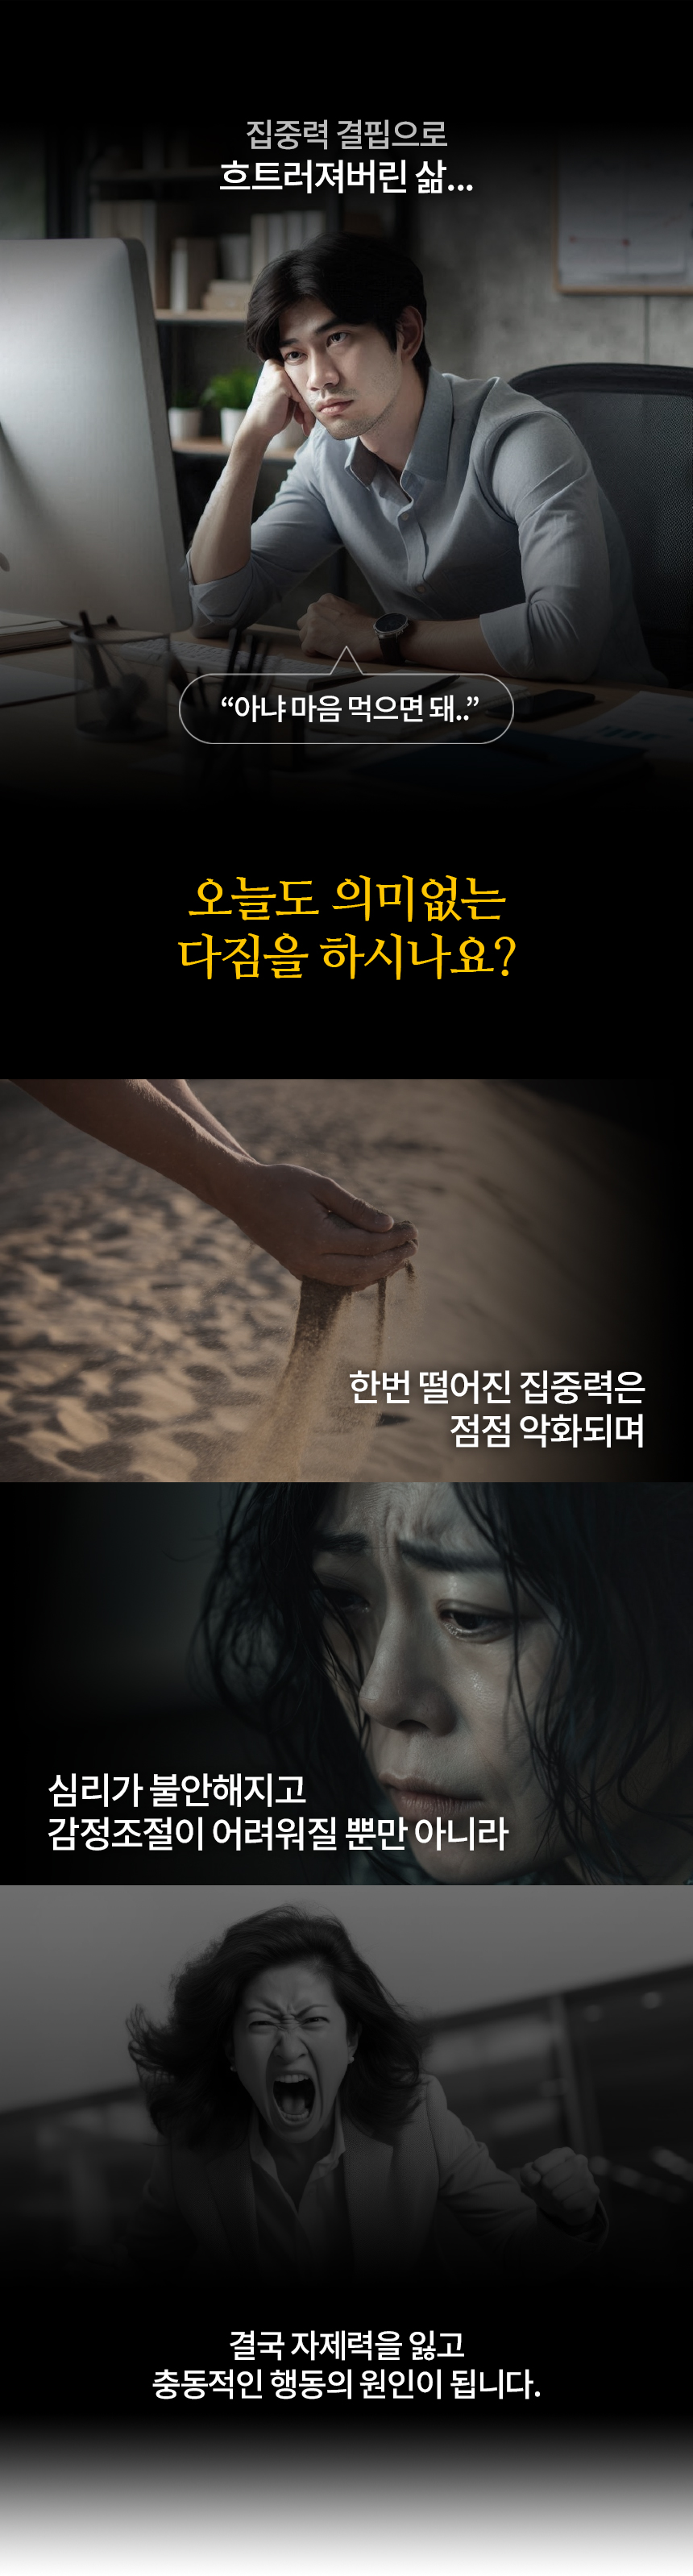 집중력 결핍으로
흐트러져버린 삶...
“아냐 마음 먹으면 돼..”
오늘도 의미없는
다짐을 하시나요?
한번 떨어진 집중력은
점점 악화되며
심리가 불안해지고
감정조절이 어려워질 뿐만 아니라
결국 자제력을 잃고
충동적인 행동의 원인이 됩니다.